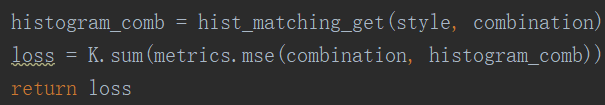 histogram_comb = hist_matching_get(style, combination)
loss = K.sum(metrics.mse(combination, histogram_comb))
return loss